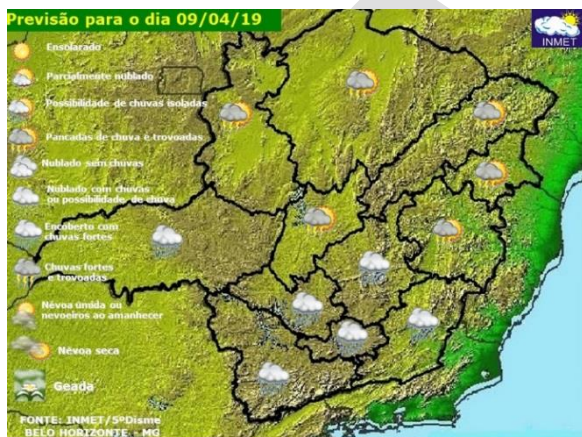 Previsão para o dia 09/04/19
INMET
Ensolarado
Parcialmente nublado
Possibilidade de chuvas isoladas
Pancadas de chuva e trovoadas
Nublado sem chuvas
Nublado com chuvas
ou possibilidade de chuva
Encoberto com
chuvas fortes
Chuvas fortes
e trovoadas
Névoa úmida ou
nevoeiros ao amanhecer
Névoa seca
Geada
FONTE: INMET/5ºDisme
BELO HORIZONTE - MG